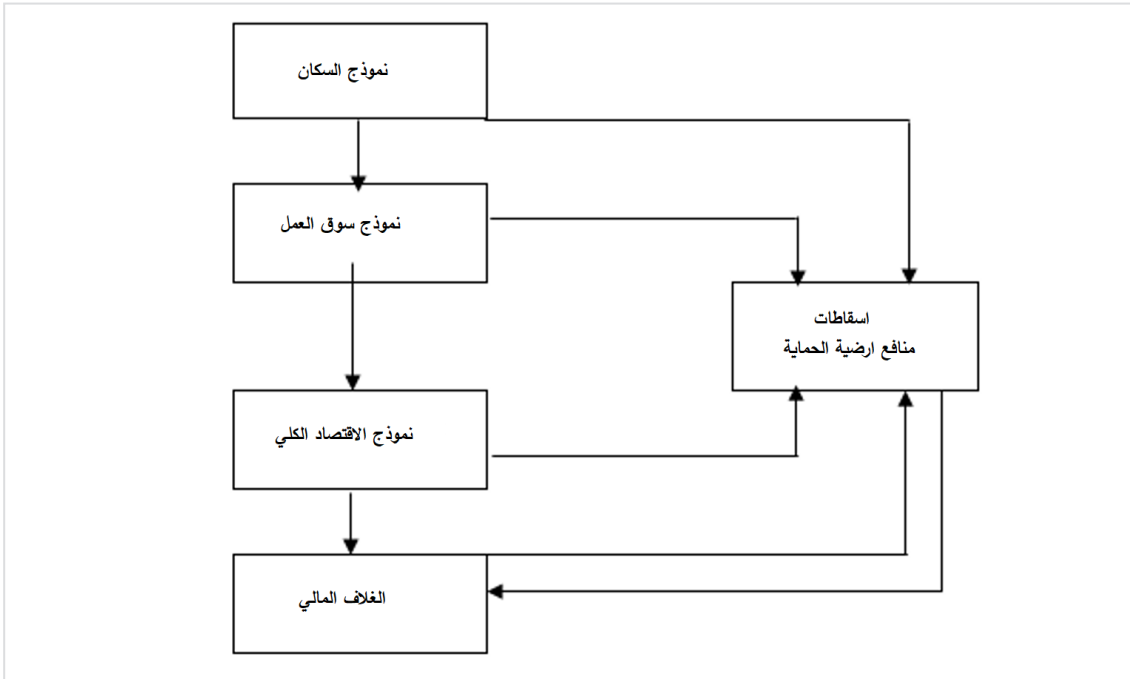 نموذج السكان
نموذج سوق العمل
اسقاطات
منافع ارضية الحماية
نموذج الاقتصاد الكلي
الغلاف المالي